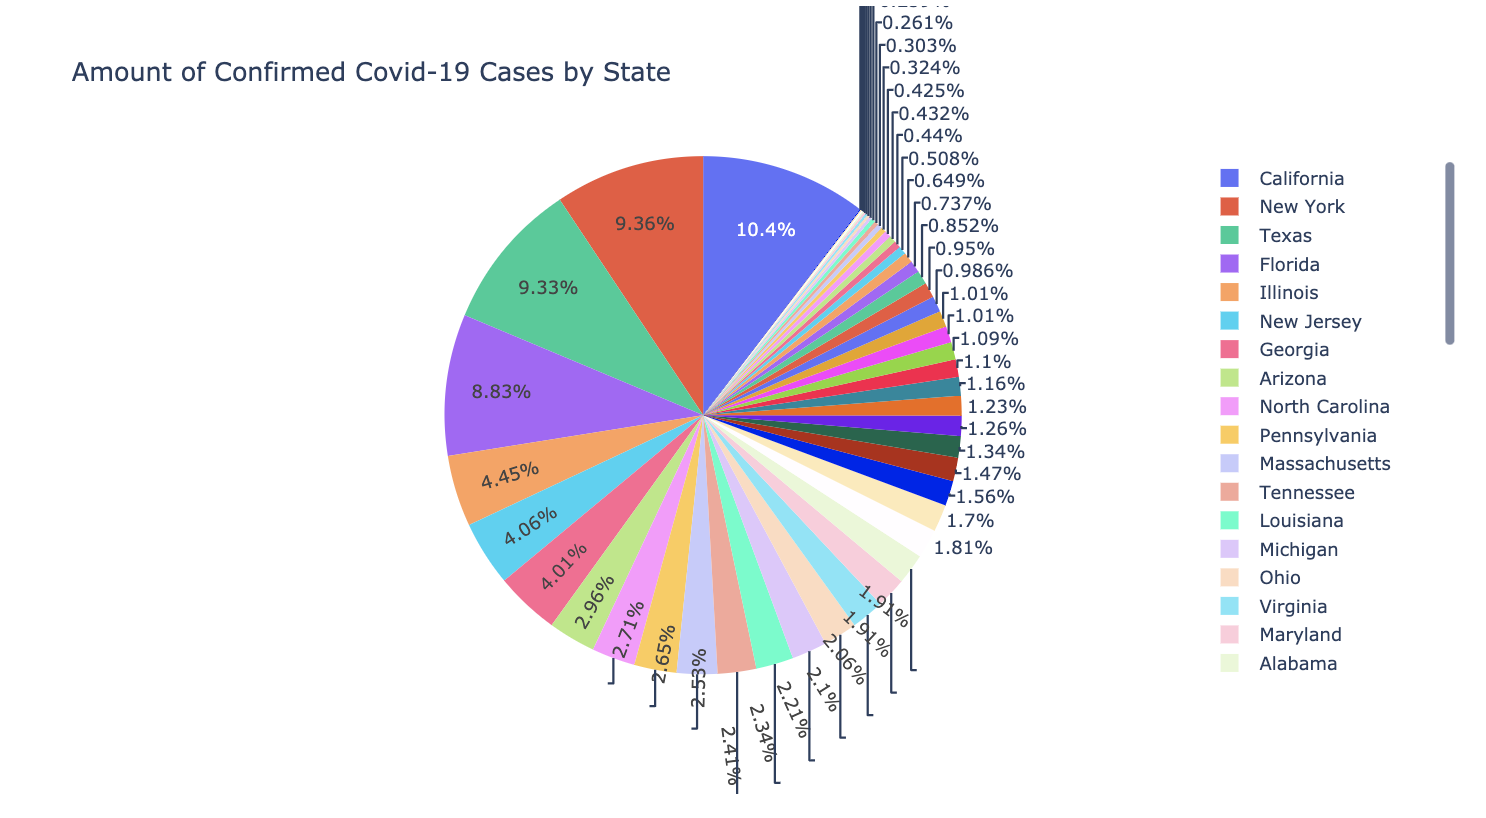 Amount of Confirmed Covid-19 Cases by State
0.261%
0.303%
0.324%
0.425%
0.432%
0.44%
0.508%
0.649%
0.737%
0.852%
0.95%
0.986%
1.01%
1.01%
1.09%
1.1%
1.16%
1.23%
1.26%
1.34%
1.47%
1.56%
1.7%
1.81%
1.91%
1.91%
2.06%
2.1%
2.21%
2.34%
2.41%
2.53%
2.65%
2.71%
2.96%
4.01%
4.06%
4.45%
8.83%
9.33%
9.36%
10.4%
California
New York
Texas
Florida
Illinois
New Jersey
Georgia
Arizona
North Carolina
Pennsylvania
Massachusetts
Tennessee
Louisiana
Michigan
Ohio
Virginia
Maryland
Alabama